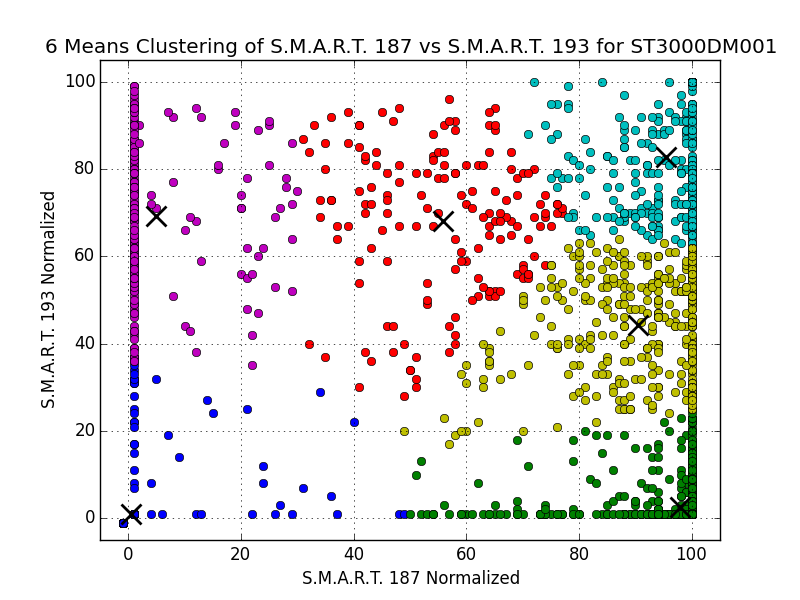 6 Means Clustering of S.M.A.R.T. 187 vs S.M.A.R.T. 193 for ST3000DM001
S.M.A.R.T. 193 Normalized
100
80
60
40
20
0
0 20 40 60 80 100
S.M.A.R.T. 187 Normalized